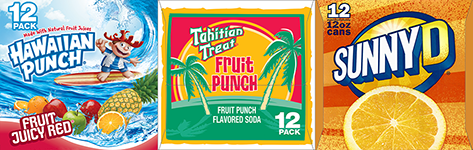 12
PACK
made with Natural Fruit Juices
HAWAIIAN
PUNCH
FRUIT
JUICY RED
Tahitian
Treat
Fruit
PUNCH
FRUIT PUNCH
FLAVORED SODA
12
PACK
12
12oz
cans
SUNNYD